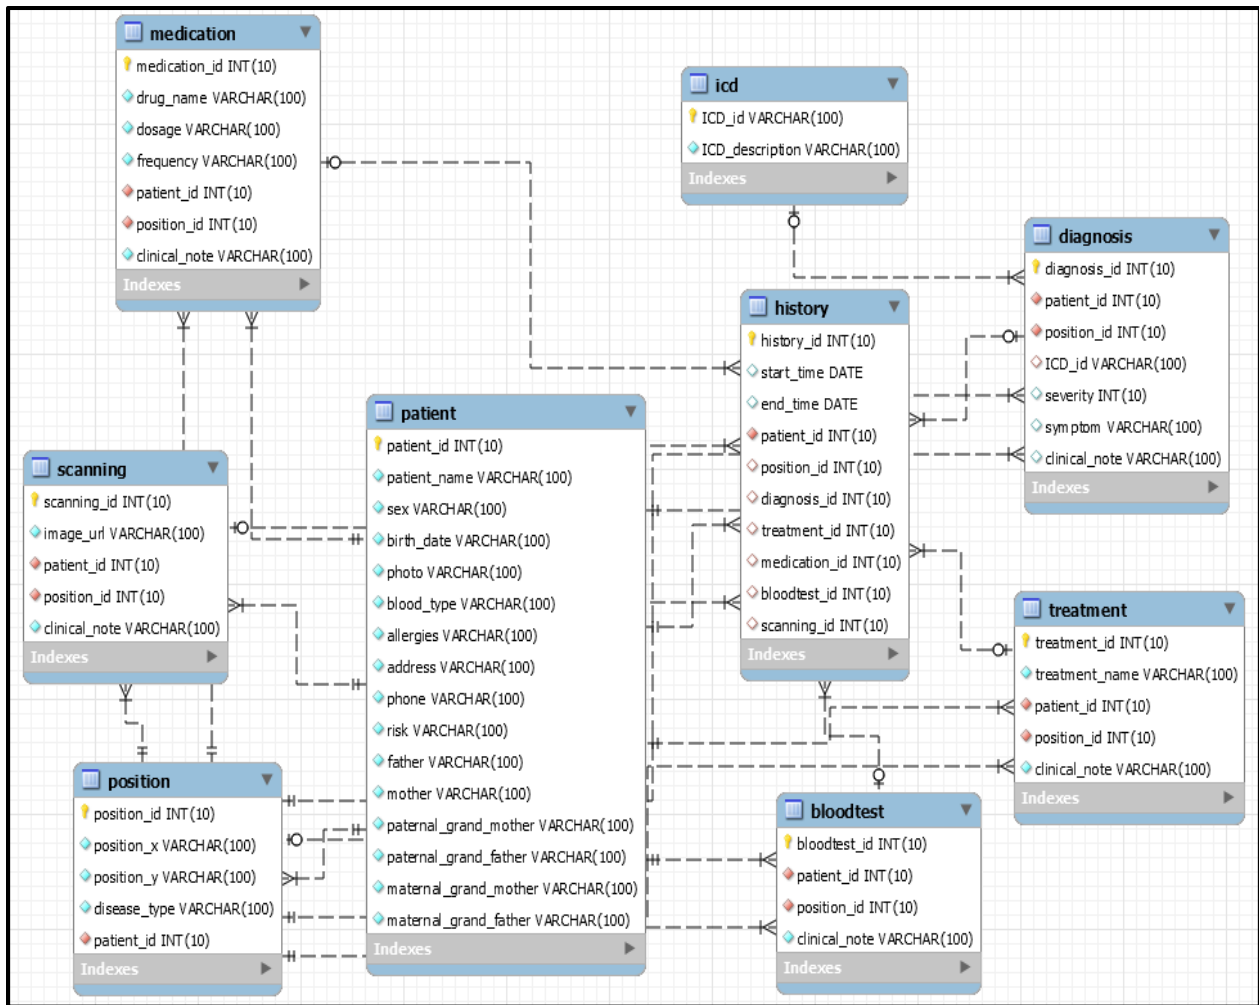 medication
medication_id INT(10)
drug_name VARCHAR(100)
dosage VARCHAR(100)
frequency VARCHAR(100)
patient_id INT(10)
position_id INT(10)
clinical_note VARCHAR(100)
Indexes
icd
ICD_id VARCHAR(100)
ICD_description VARCHAR(100)
Indexes
diagnosis
diagnosis_id INT(10)
patient_id INT(10)
position_id INT(10)
ICD_id VARCHAR(100)
severity INT(10)
symptom VARCHAR(100)
clinical_note VARCHAR(100)
Indexes
history
history_id INT(10)
start_time DATE
end_time DATE
patient_id INT(10)
position_id INT(10)
diagnosis_id INT(10)
treatment_id INT(10)
medication_id INT(10)
bloodtest_id INT(10)
scanning_id INT(10)
Indexes
patient
patient_id INT(10)
patient_name VARCHAR(100)
sex VARCHAR(100)
birth_date VARCHAR(100)
photo VARCHAR(100)
blood_type VARCHAR(100)
allergies VARCHAR(100)
address VARCHAR(100)
phone VARCHAR(100)
risk VARCHAR(100)
father VARCHAR(100)
mother VARCHAR(100)
paternal_grand_mother VARCHAR(100)
paternal_grand_father VARCHAR(100)
maternal_grand_mother VARCHAR(100)
maternal_grand_father VARCHAR(100)
Indexes
scanning
scanning_id INT(10)
image_url VARCHAR(100)
patient_id INT(10)
position_id INT(10)
clinical_note VARCHAR(100)
Indexes
treatment
treatment_id INT(10)
treatment_name VARCHAR(100)
patient_id INT(10)
position_id INT(10)
clinical_note VARCHAR(100)
Indexes
position
position_id INT(10)
position_x VARCHAR(100)
position_y VARCHAR(100)
disease_type VARCHAR(100)
patient_id INT(10)
Indexes
bloodtest
bloodtest_id INT(10)
patient_id INT(10)
position_id INT(10)
clinical_note VARCHAR(100)
Indexes